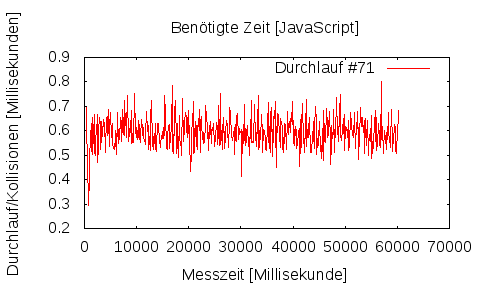 Benötigte Zeit [JavaScript]
Durchlauf/Kollisionen [Millisekunden]
Durchlauf #71
0.9
0.8
0.7
0.6
0.5
0.4
0.3
0.2
0 10000 20000 30000 40000 50000 60000 70000
Messzeit [Millisekunde]